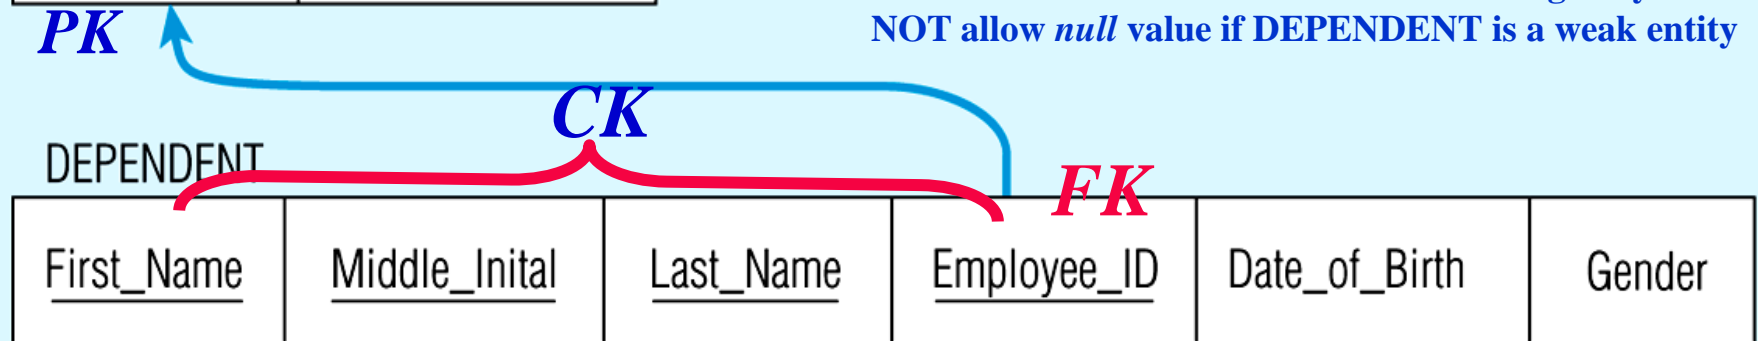 PK
NOT allow null value if DEPENDENT is a weak entity
CK
DEPENDENT
FK
First_Name Middle_Inital Last_Name Employee_ID Date_of_Birth Gender